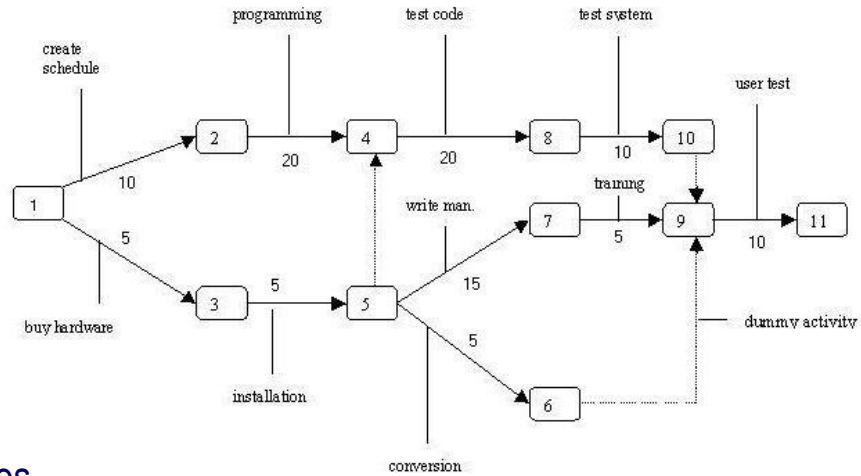 programming
test code
test system
create
schedule
user test
2
4
8
10
20
20
10
10
training
1
write man.
7
9
11
5
5
10
5
15
3
5
5
buy hardware
dummy activity
installation
6
conversion